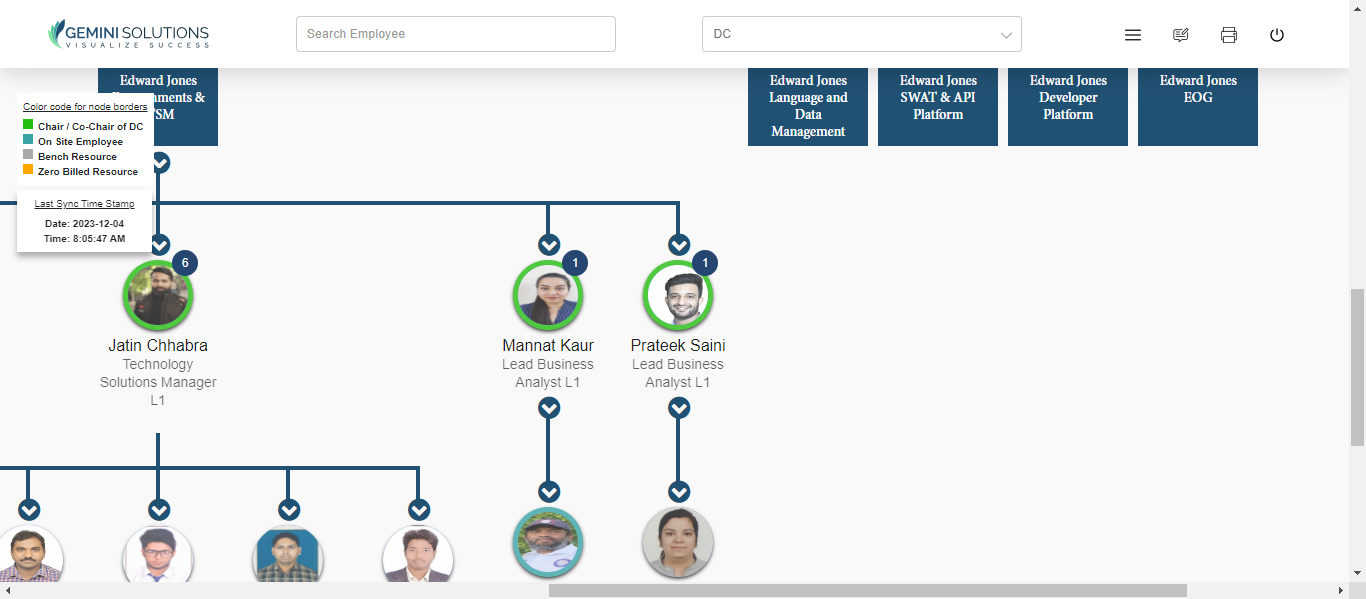 GEMINI SOLUTIONS
VISUALIZE SUCCESS
Search Employee
DC
Edward Jones
nments &
SM
Edward Jones
Language and
Data
Management
Edward Jones
SWAT & API
Platform
Edward Jones
Developer
Platform
Edward Jones
EOG
Color code for node borders
Chair / Co-Chair of DC
On Site Employee
Bench Resource
Zero Billed Resource
Last Sync Time Stamp
Date: 2023-12-04
Time: 8:05:47 AM
6
1
1
Jatin Chhabra
Technology
Solutions Manager
L1
Mannat Kaur
Lead Business
Analyst L1
Prateek Saini
Lead Business
Analyst L1